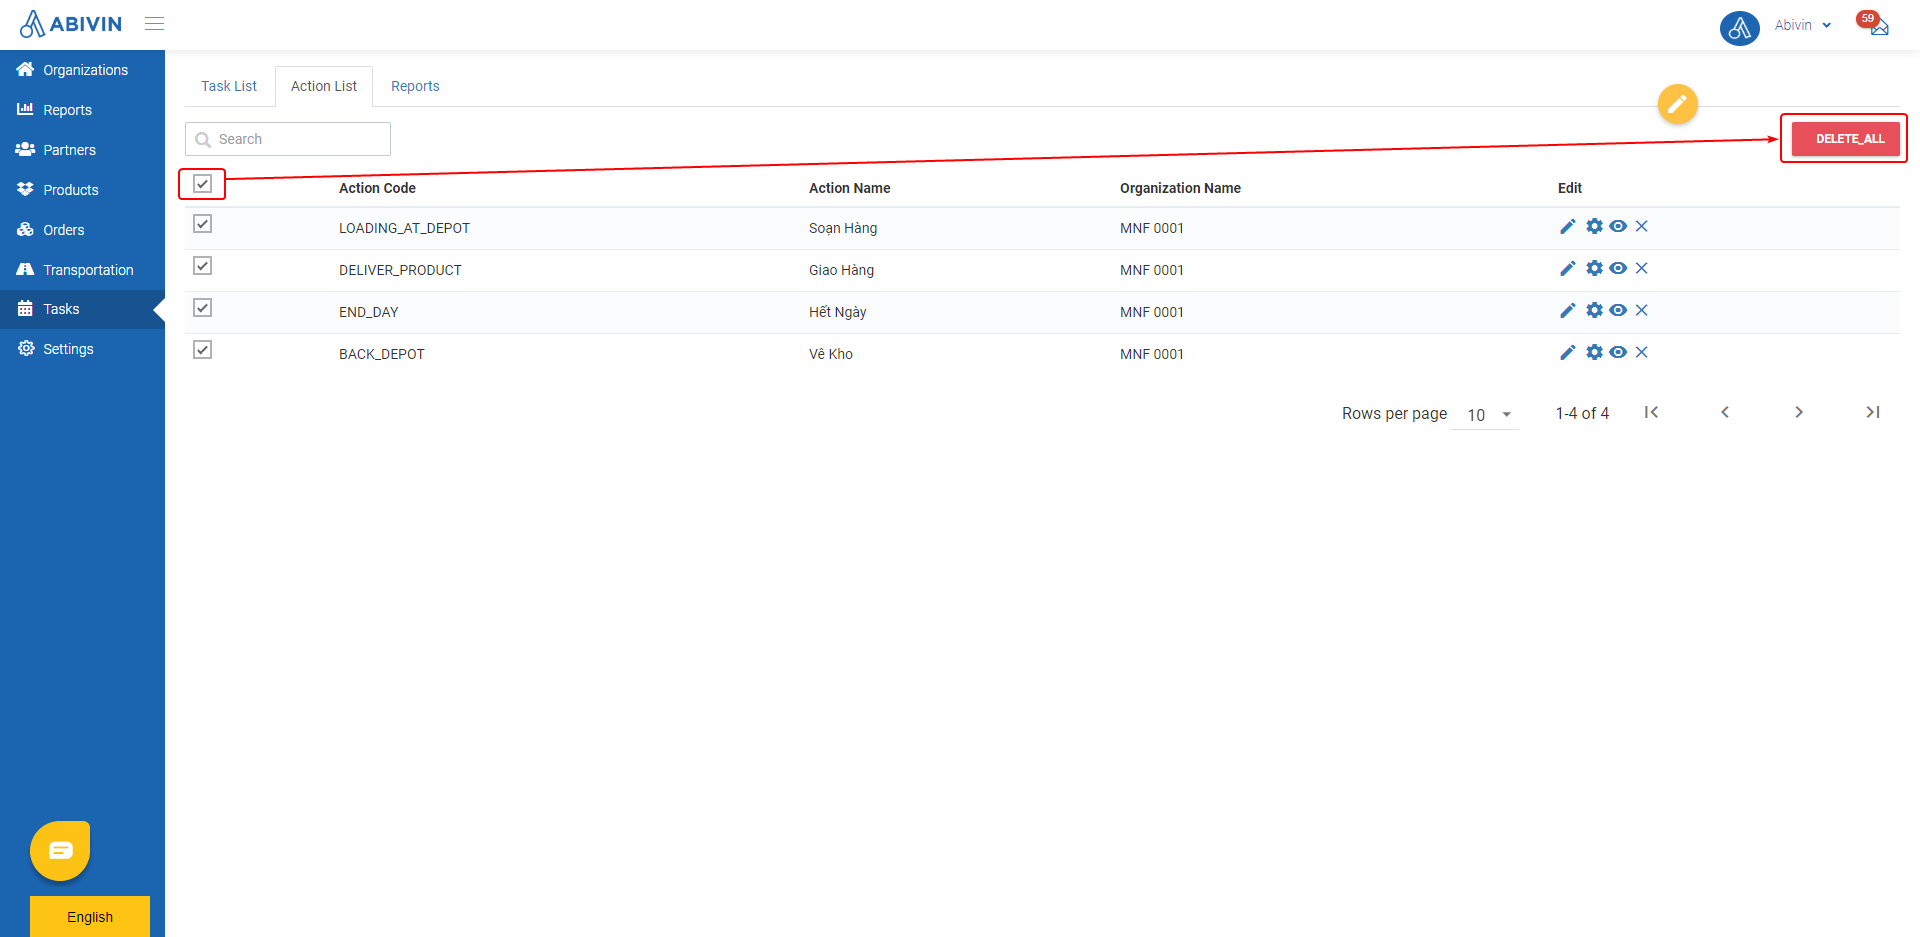 ABIVIN
Abivin
59
Organizations
Reports
Partners
Products
Orders
Transportation
Tasks
Settings
English
Task List Action List Reports
Search
DELETE_ALL
Action Code Action Name Organization Name Edit
LOADING_AT_DEPOT Soạn Hàng MNF 0001
DELIVER_PRODUCT Giao Hàng MNF 0001
END_DAY Hết Ngày MNF 0001
BACK_DEPOT Vê Kho MNF 0001
Rows per page 10 1-4 of 4